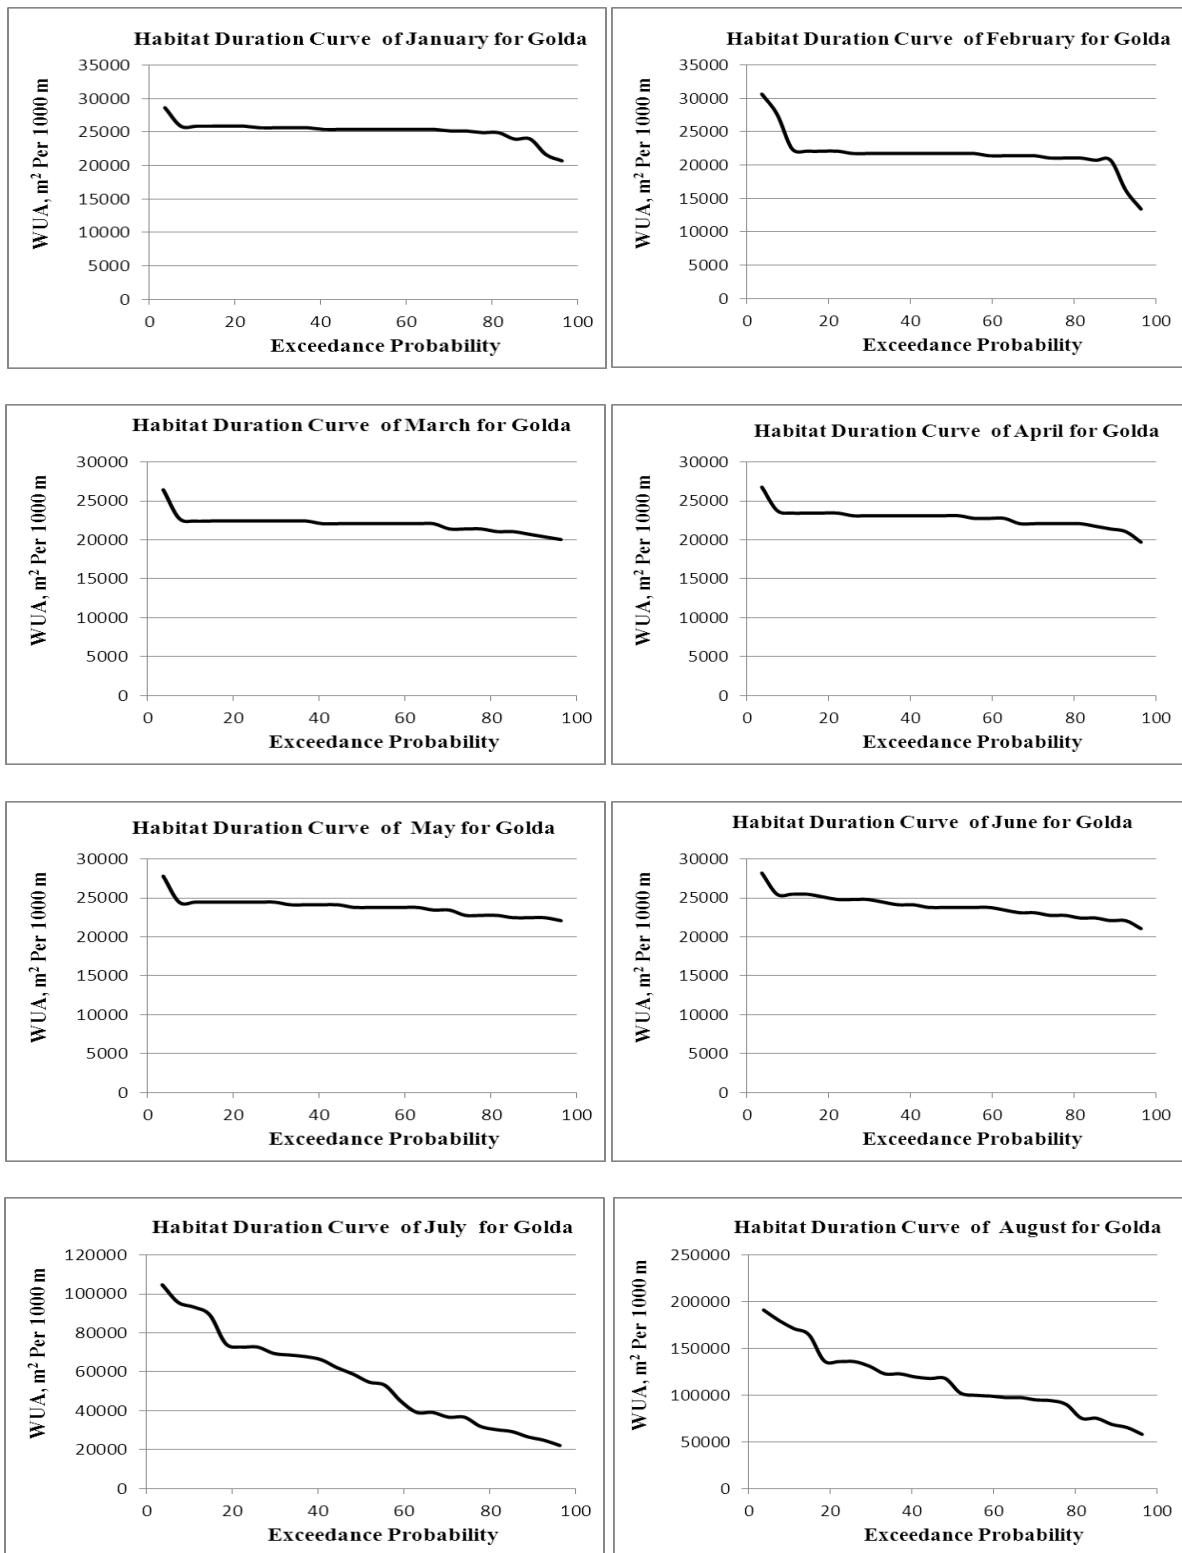 Habitat Duration Curve of January for Golda
WUA, m² Per 1000 m
35000
30000
25000
20000
15000
10000
5000
0
0 20 40 60 80 100
Exceedance Probability
Habitat Duration Curve of February for Golda
WUA, m² Per 1000 m
35000
30000
25000
20000
15000
10000
5000
0
0 20 40 60 80 100
Exceedance Probability
Habitat Duration Curve of March for Golda
WUA, m² Per 1000 m
30000
25000
20000
15000
10000
5000
0
0 20 40 60 80 100
Exceedance Probability
Habitat Duration Curve of April for Golda
WUA, m² Per 1000 m
30000
25000
20000
15000
10000
5000
0
0 20 40 60 80 100
Exceedance Probability
Habitat Duration Curve of May for Golda
WUA, m² Per 1000 m
30000
25000
20000
15000
10000
5000
0
0 20 40 60 80 100
Exceedance Probability
Habitat Duration Curve of June for Golda
WUA, m² Per 1000 m
30000
25000
20000
15000
10000
5000
0
0 20 40 60 80 100
Exceedance Probability
Habitat Duration Curve of July for Golda
WUA, m² Per 1000 m
120000
100000
80000
60000
40000
20000
0
0 20 40 60 80 100
Exceedance Probability
Habitat Duration Curve of August for Golda
WUA, m² Per 1000 m
250000
200000
150000
100000
50000
0
0 20 40 60 80 100
Exceedance Probability